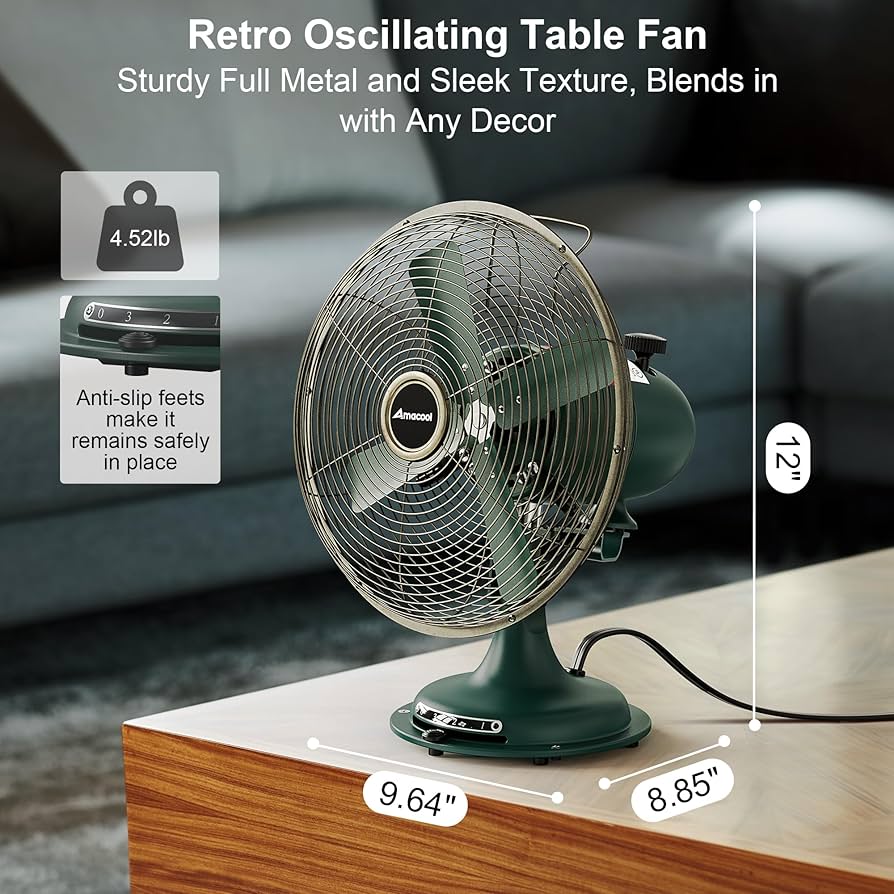 Retro Oscillating Table Fan
Sturdy Full Metal and Sleek Texture, Blends in
with Any Decor
4.52lb
0 3 2 1
Anti-slip feets
make it
remains safely
in place
Amacool
12"
9.64"
8.85"